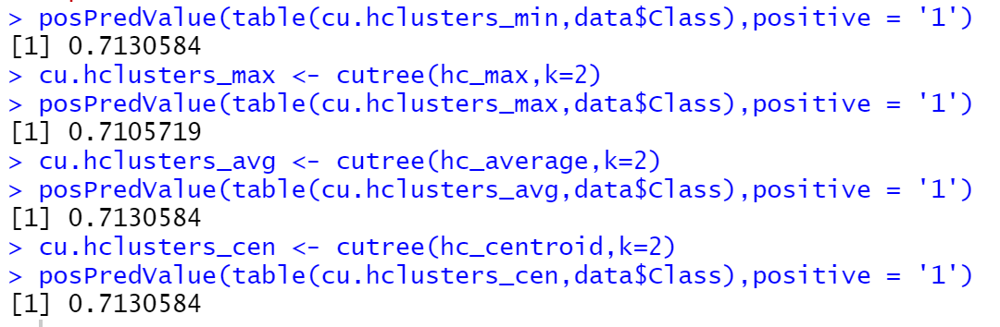 > posPredValue(table(cu.hclusters_min,data$Class),positive = '1')
[1] 0.7130584
> cu.hclusters_max <- cutree(hc_max,k=2)
> posPredValue(table(cu.hclusters_max,data$Class),positive = '1')
[1] 0.7105719
> cu.hclusters_avg <- cutree(hc_average,k=2)
> posPredValue(table(cu.hclusters_avg,data$Class),positive = '1')
[1] 0.7130584
> cu.hclusters_cen <- cutree(hc_centroid,k=2)
> posPredValue(table(cu.hclusters_cen,data$Class),positive = '1')
[1] 0.7130584